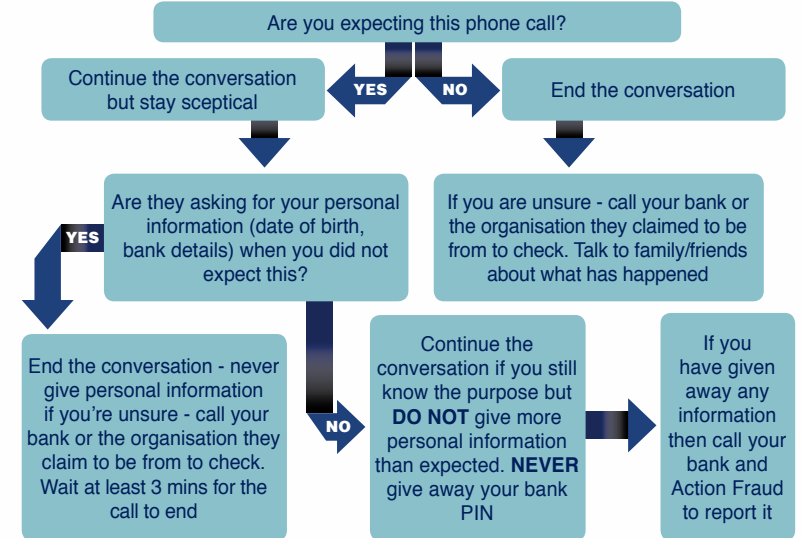 Are you expecting this phone call?
Continue the conversation
but stay sceptical
YES
NO
End the conversation
Are they asking for your personal
information (date of birth,
bank details) when you did not
expect this?
If you are unsure - call your bank or
the organisation they claimed to be
from to check. Talk to family/friends
about what has happened
YES
End the conversation - never
give personal information
if you're unsure - call your
bank or the organisation they
claim to be from to check.
Wait at least 3 mins for the
call to end
NO
Continue the
conversation if you still
know the purpose but
DO NOT give more
personal information
than expected. NEVER
give away your bank
PIN
If you
have given
away any
information
then call your
bank and
Action Fraud
to report it